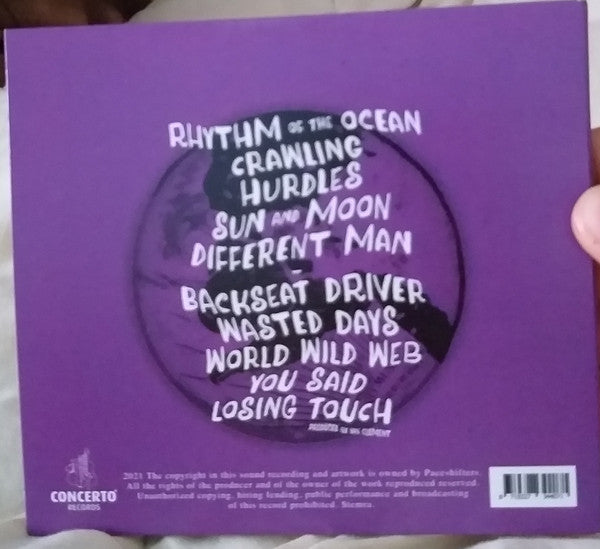 RHYTHM OF THE OCEAN
CRAWLING
HURDLES
SUN AND MOON
DIFFERENT MAN
-
BACKSEAT DRIVER
WASTED DAYS
WORLD WILD WEB
YOU SAID
LOSING TOUCH
PRODUCED BY
CONCERTO
RECORDS
2021 The copyright in this sound recording and artwork is owned by Paceshifters.
All the rights of the producer and of the owner of the work reproduced reserved.
Unauthorized copying, hiring lending, public performance and broadcasting
of this record prohibited. Stemra.